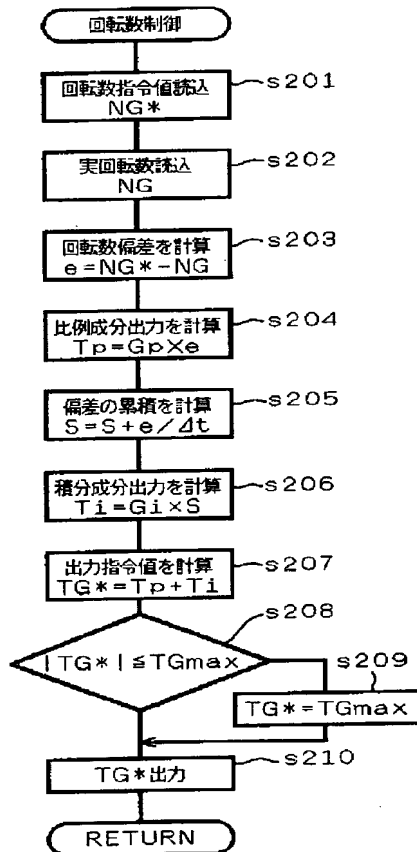 回転数制御
回転数指令値読込
NG*
s201
実回転数読込
NG
s202
回転数偏差を計算
e=NG*-NG
s203
比例成分出力を計算
Tp=Gp×e
s204
偏差の累積を計算
S=S+e/Δt
s205
積分成分出力を計算
Ti=Gi×S
s206
出力指令値を計算
TG*=Tp+Ti
s207
|TG*|≦TGmax
s208
TG*=TGmax
s209
TG*出力
s210
RETURN